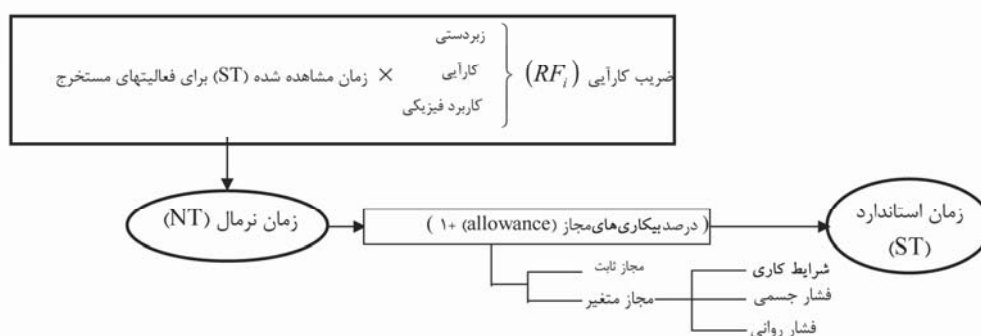 زبردستی
ضریب کارآیی (RFᵢ) { کارآیی × زمان مشاهده شده (ST) برای فعالیتهای مستخرج
کاربرد فیزیکی
زمان نرمال (NT)
( درصدبیکاری‌های‌مجاز (allowance) +۱ )
زمان استاندارد
(ST)
مجاز ثابت
مجاز متغیر
شرایط کاری
فشار جسمی
فشار روانی